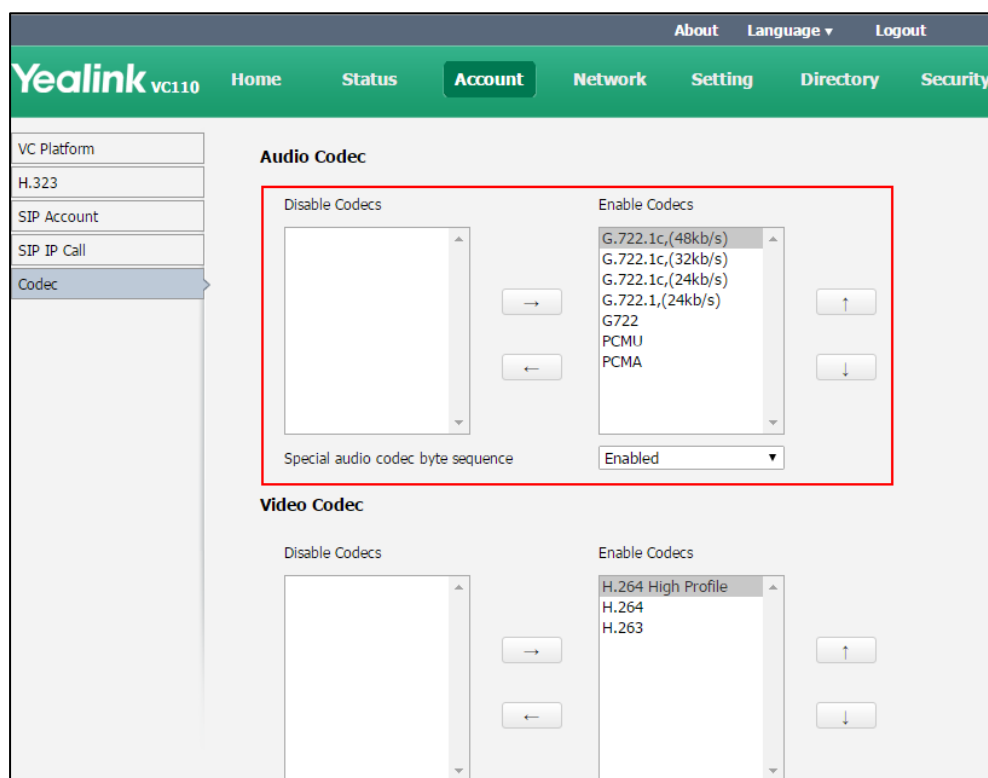 About Language ▾ Logout
Yealink VC110 Home Status Account Network Setting Directory Security
VC Platform
H.323
SIP Account
SIP IP Call
Codec
Audio Codec
Disable Codecs Enable Codecs
G.722.1c,(48kb/s)
G.722.1c,(32kb/s)
G.722.1c,(24kb/s)
G.722.1,(24kb/s)
G722
PCMU
PCMA
→ ↑
← ↓
Special audio codec byte sequence Enabled ▼
Video Codec
Disable Codecs Enable Codecs
H.264 High Profile
H.264
H.263
→ ↑
← ↓